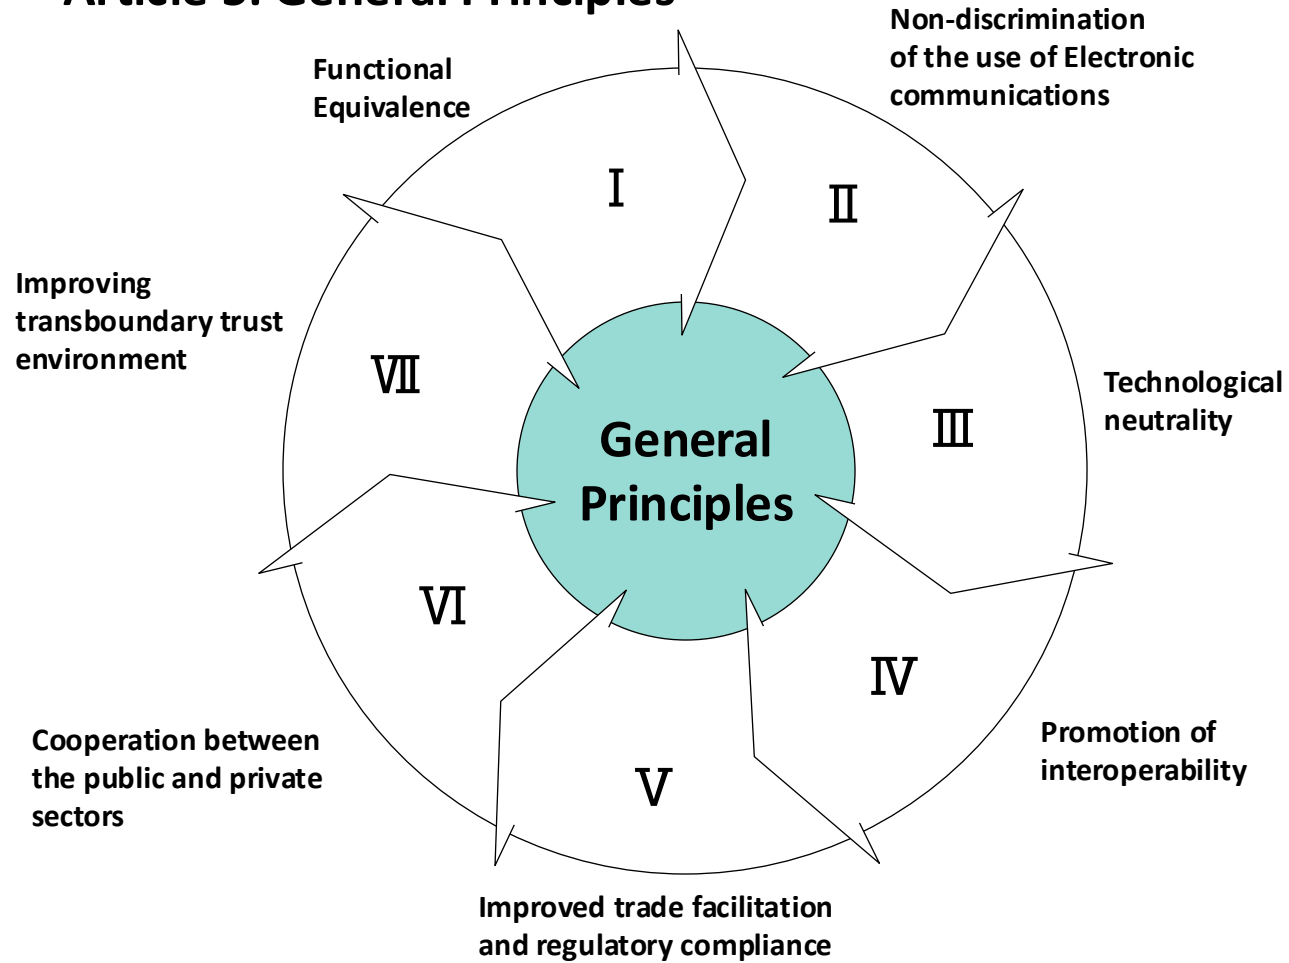 General Principles
Functional
Equivalence
Non-discrimination
of the use of Electronic
communications
Technological
neutrality
Promotion of
interoperability
Improved trade facilitation
and regulatory compliance
Cooperation between
the public and private
sectors
Improving
transboundary trust
environment
I
II
III
IV
V
VI
VII
General
Principles